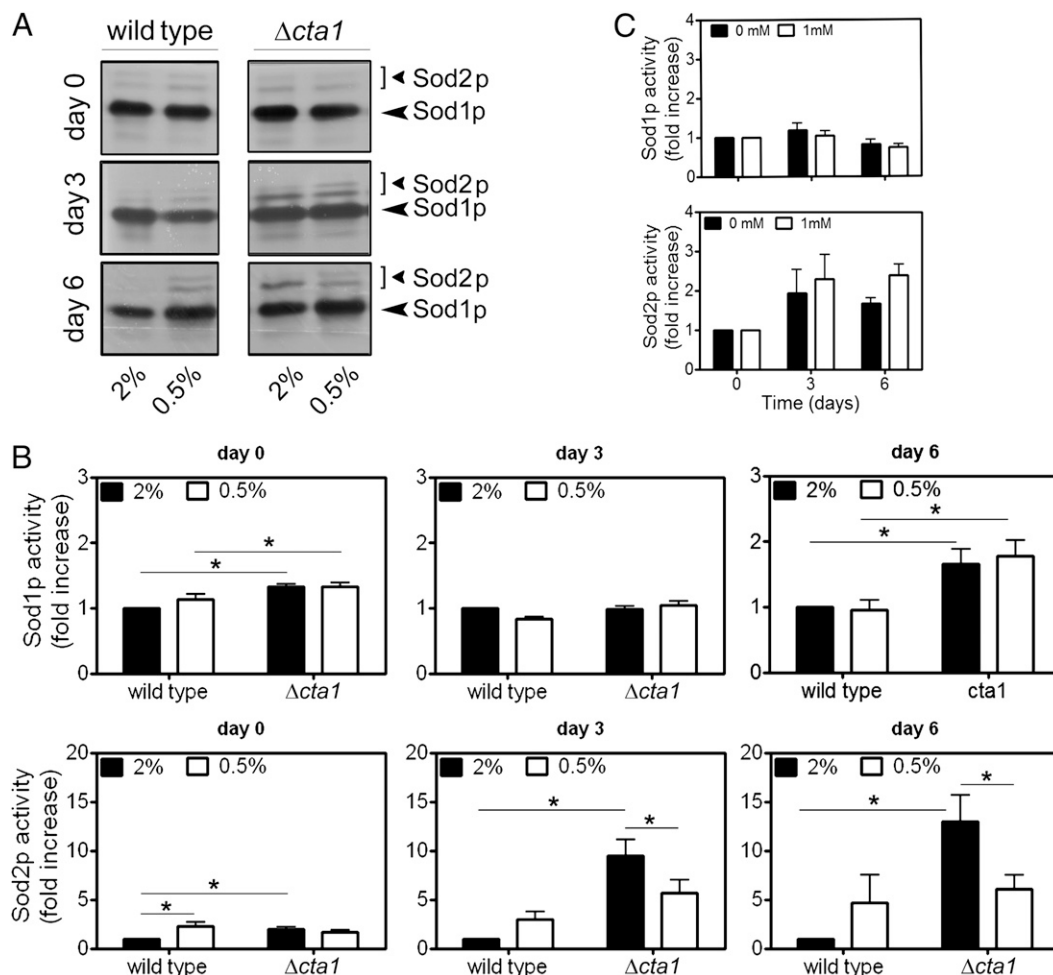 A
wild type
Δcta1
day 0
Sod2p
Sod1p
day 3
Sod2p
Sod1p
day 6
Sod2p
Sod1p
2%
0.5%
2%
0.5%
C
Sod1p activity
(fold increase)
4
3
2
1
0
0 mM
1mM
Sod2p activity
(fold increase)
4
3
2
1
0
0 mM
1mM
0
3
6
Time (days)
B
day 0
Sod1p activity
(fold increase)
3
2
1
0
2%
0.5%
*
*
wild type
Δcta1
day 3
3
2
1
0
2%
0.5%
wild type
Δcta1
day 6
3
2
1
0
2%
0.5%
*
*
wild type
cta1
day 0
Sod2p activity
(fold increase)
20
15
10
5
0
2%
0.5%
*
*
wild type
Δcta1
day 3
20
15
10
5
0
2%
0.5%
*
*
wild type
Δcta1
day 6
20
15
10
5
0
2%
0.5%
*
*
wild type
Δcta1